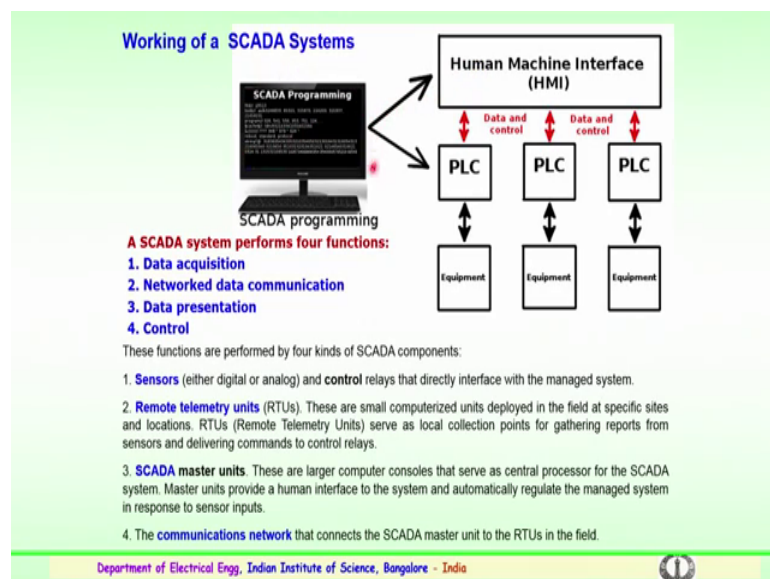 Working of a SCADA Systems
SCADA Programming
SCADA programming
Human Machine Interface
(HMI)
Data and
control
Data and
control
PLC
PLC
PLC
Equipment
Equipment
Equipment
A SCADA system performs four functions:
1. Data acquisition
2. Networked data communication
3. Data presentation
4. Control
These functions are performed by four kinds of SCADA components:
1. Sensors (either digital or analog) and control relays that directly interface with the managed system.
2. Remote telemetry units (RTUs). These are small computerized units deployed in the field at specific sites
and locations. RTUs (Remote Telemetry Units) serve as local collection points for gathering reports from
sensors and delivering commands to control relays.
3. SCADA master units. These are larger computer consoles that serve as central processor for the SCADA
system. Master units provide a human interface to the system and automatically regulate the managed system
in response to sensor inputs.
4. The communications network that connects the SCADA master unit to the RTUs in the field.
Department of Electrical Engg, Indian Institute of Science, Bangalore - India